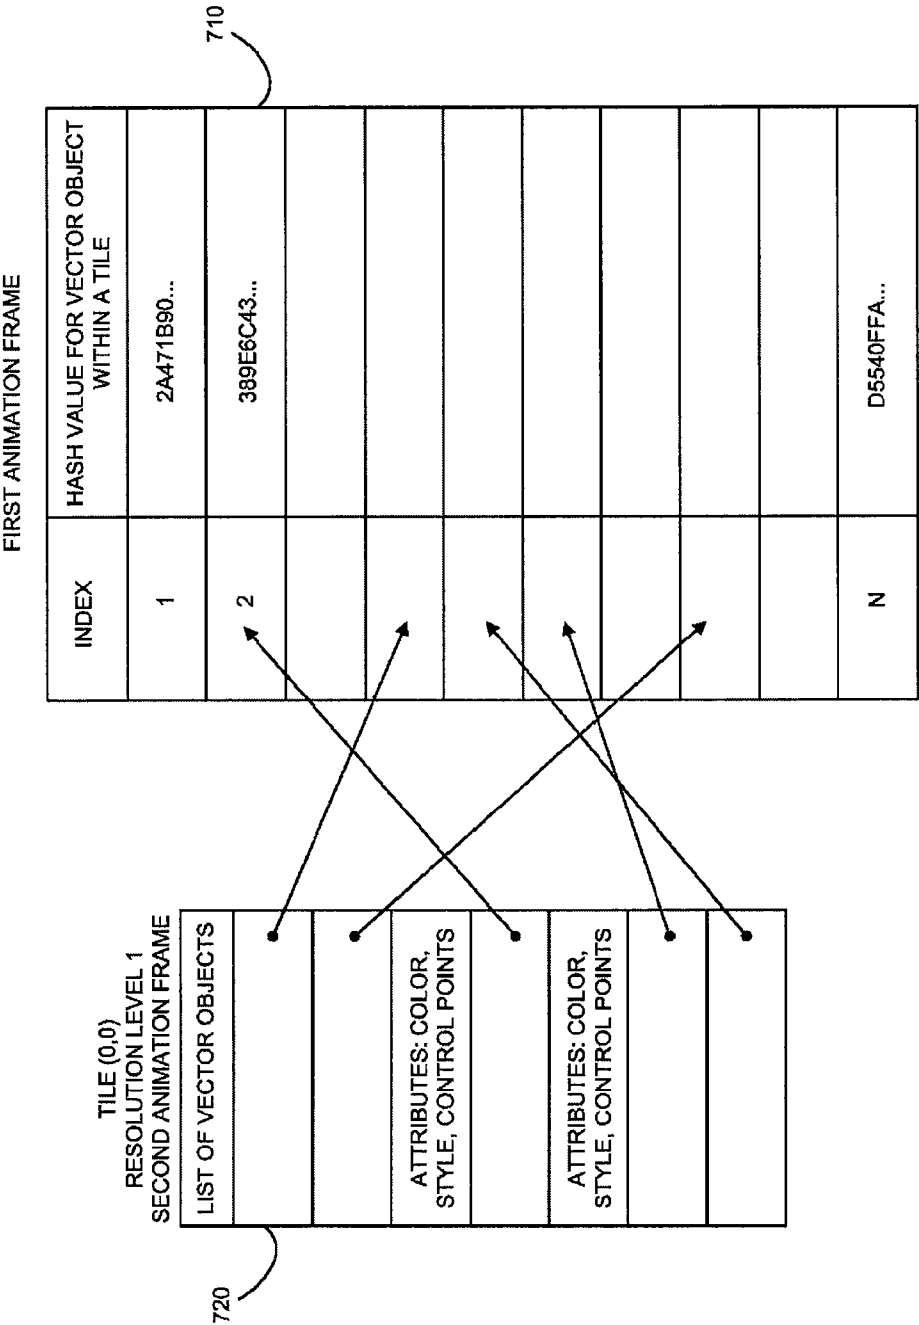 TILE (0,0)
RESOLUTION LEVEL 1
SECOND ANIMATION FRAME
LIST OF VECTOR OBJECTS
ATTRIBUTES: COLOR,
STYLE, CONTROL POINTS
ATTRIBUTES: COLOR,
STYLE, CONTROL POINTS
720
FIRST ANIMATION FRAME
INDEX
HASH VALUE FOR VECTOR OBJECT
WITHIN A TILE
1
2A471B90...
2
389E6C43...
N
D5540FFA...
710